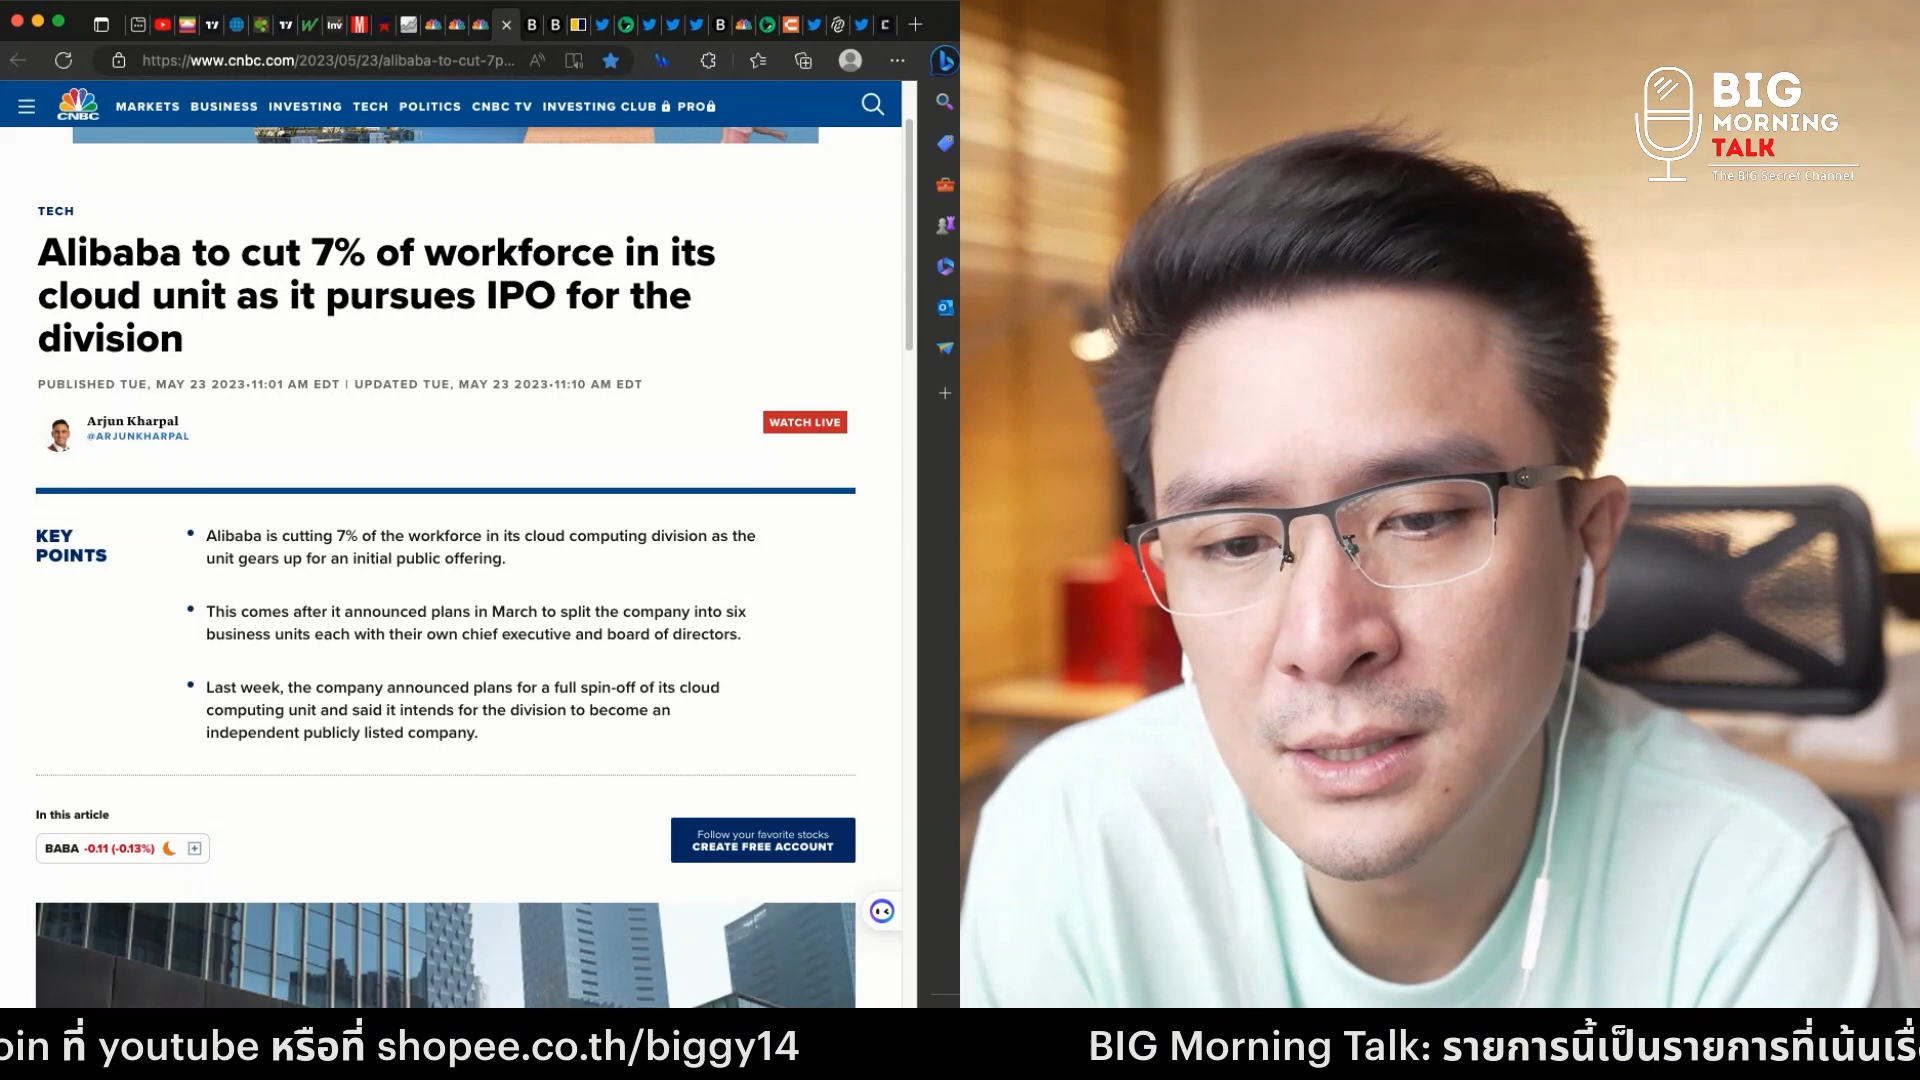 https://www.cnbc.com/2023/05/23/alibaba-to-cut-7p...
CNBC
MARKETS BUSINESS INVESTING TECH POLITICS CNBC TV INVESTING CLUB PRO
TECH
Alibaba to cut 7% of workforce in its
cloud unit as it pursues IPO for the
division
PUBLISHED TUE, MAY 23 2023•11:01 AM EDT | UPDATED TUE, MAY 23 2023•11:10 AM EDT
Arjun Kharpal
@ARJUNKHARPAL
WATCH LIVE
KEY
POINTS
• Alibaba is cutting 7% of the workforce in its cloud computing division as the
unit gears up for an initial public offering.
• This comes after it announced plans in March to split the company into six
business units each with their own chief executive and board of directors.
• Last week, the company announced plans for a full spin-off of its cloud
computing unit and said it intends for the division to become an
independent publicly listed company.
In this article
BABA -0.11 (-0.13%)
Follow your favorite stocks
CREATE FREE ACCOUNT
BIG
MORNING
TALK
The BIG Secret Channel
oin ที่ youtube หรือที่ shopee.co.th/biggy14
BIG Morning Talk: รายการนี้เป็นรายการที่เน้นเรื่